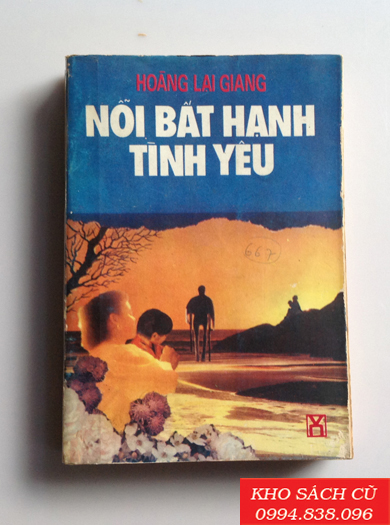 HOÀNG LẠI GIANG
NỖI BẤT HẠNH
TÌNH YÊU
667
KHO SÁCH CŨ
0994.838.096